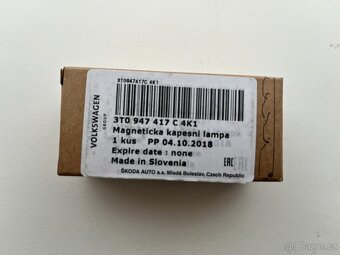 3T0947417C 4K1
VOLKSWAGEN
GROUP
3T0 947 417 C 4K1
Magneticka kapesni lampa
1 kus PP 04.10.2018
Expire date : none
Made in Slovenia
EAC
ŠKODA AUTO a.s. Mladá Boleslav, Czech Republic